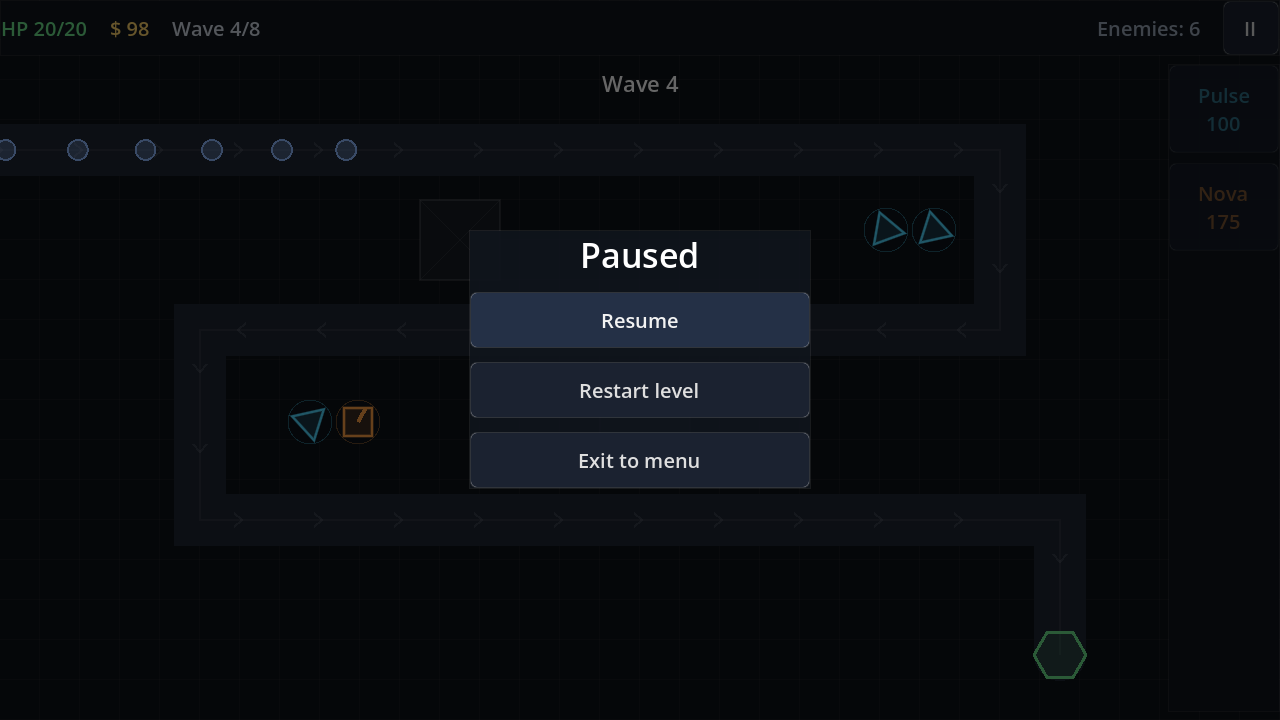 HP 20/20 $ 98 Wave 4/8 Enemies: 6
Wave 4
Pulse
100
Nova
175
Paused
Resume
Restart level
Exit to menu